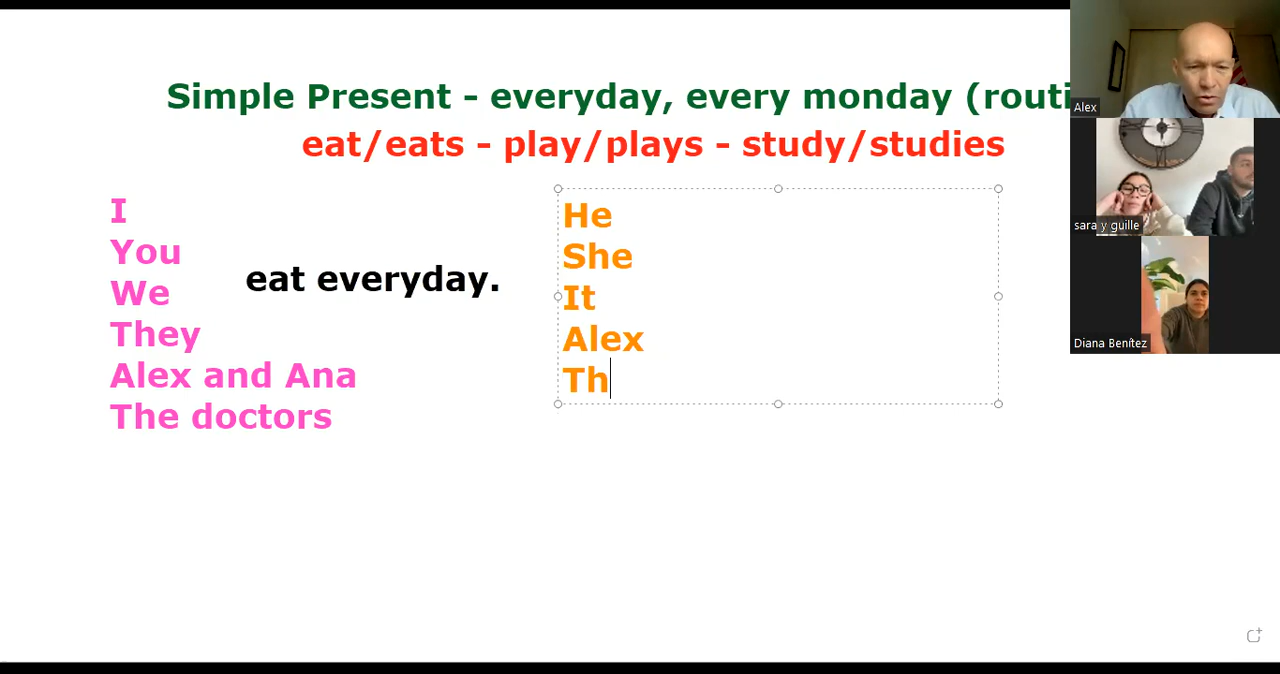 Simple Present - everyday, every monday (routi
eat/eats - play/plays - study/studies
I
You
We
They
Alex and Ana
The doctors
eat everyday.
He
She
It
Alex
Th
Alex
sara y guille
Diana Benítez